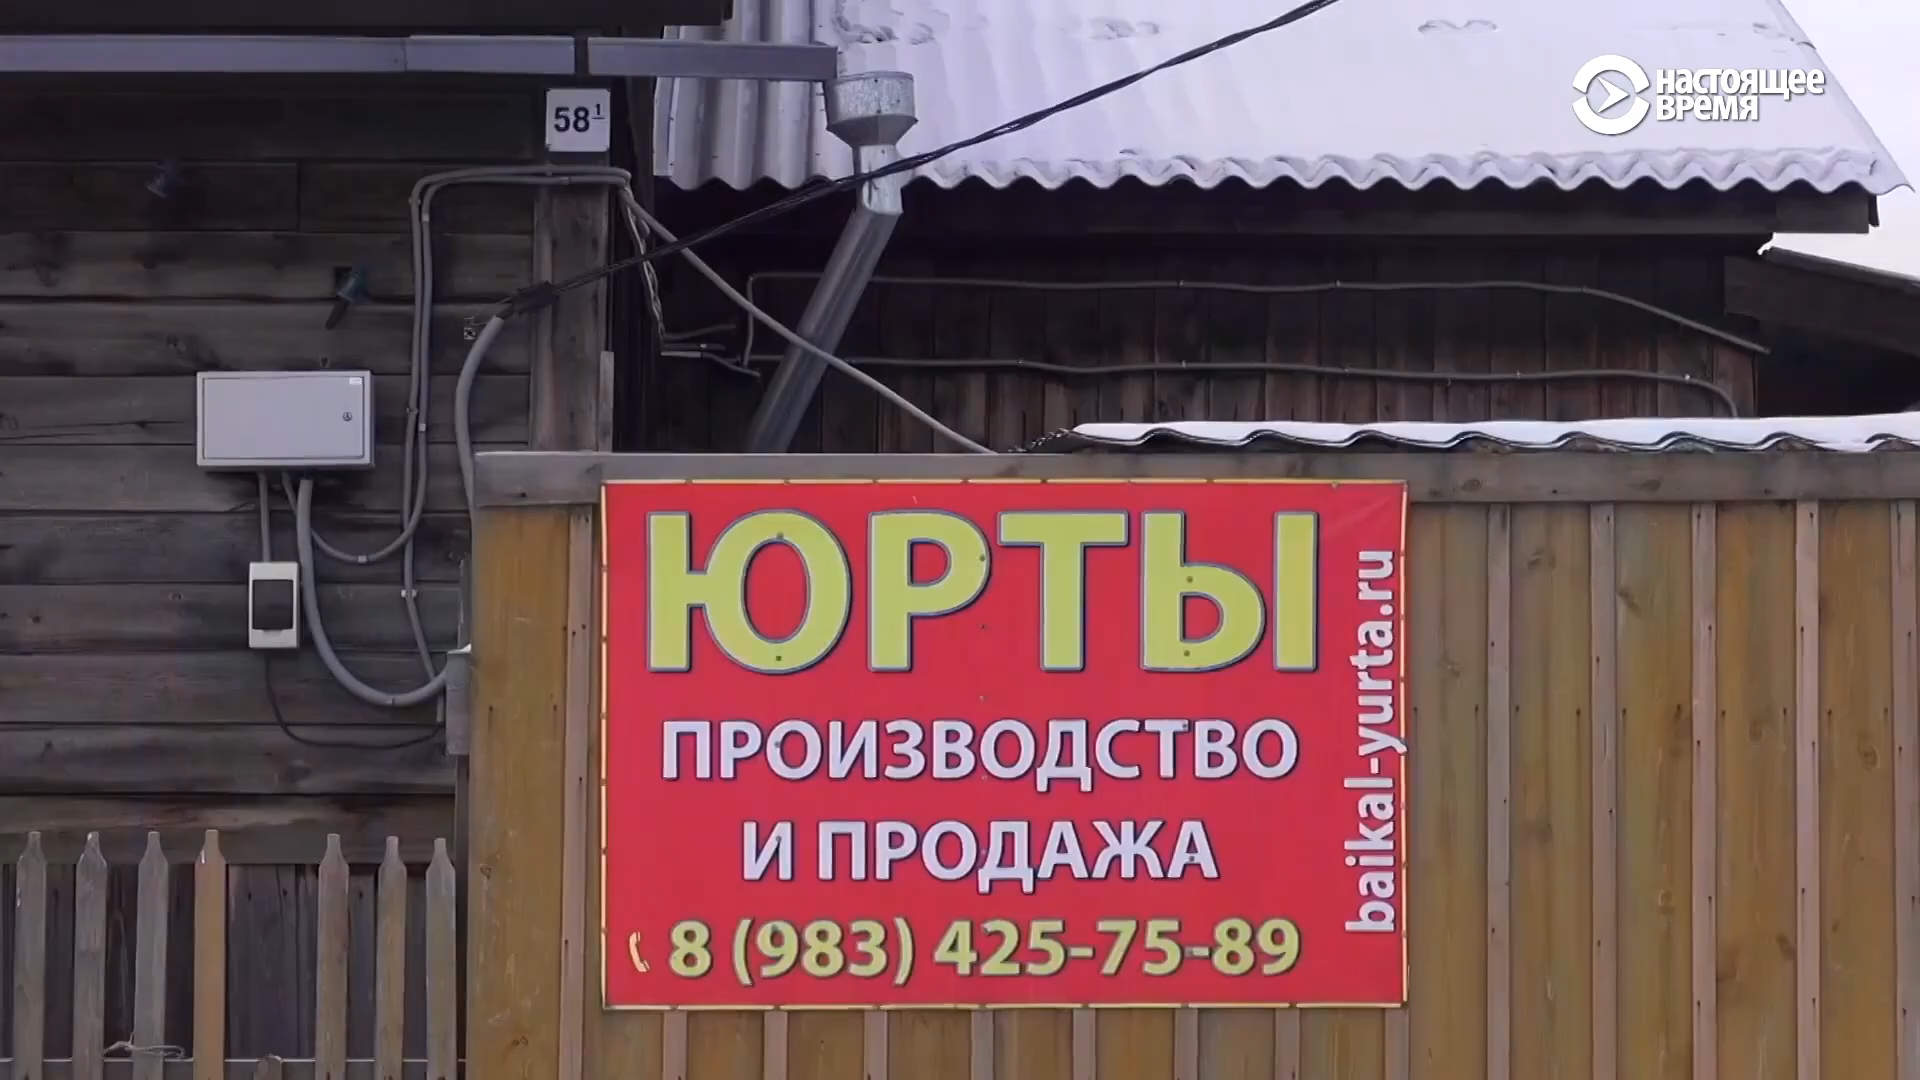 58¹
НАСТОЯЩЕЕ
ВРЕМЯ
ЮРТЫ
ПРОИЗВОДСТВО
И ПРОДАЖА
8 (983) 425-75-89
baikal-yurta.ru